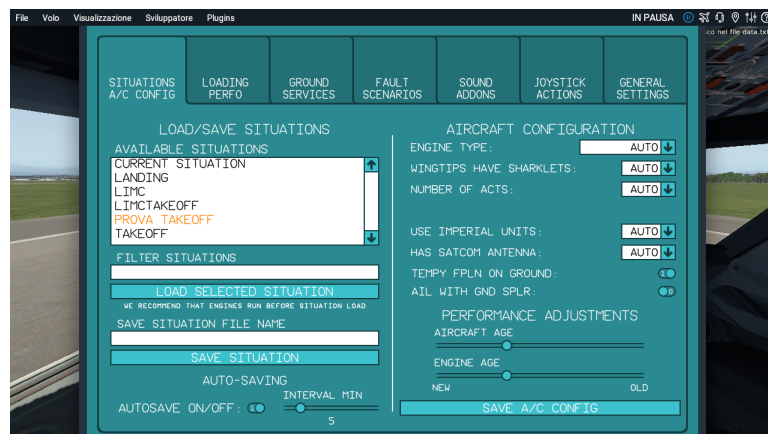 File Volo Visualizzazione Sviluppatore Plugins IN PAUSA
sco nel file data.txt
SITUATIONS A/C CONFIG
LOADING PERFO
GROUND SERVICES
FAULT SCENARIOS
SOUND ADDONS
JOYSTICK ACTIONS
GENERAL SETTINGS
LOAD/SAVE SITUATIONS
AVAILABLE SITUATIONS
CURRENT SITUATION
LANDING
LIMC
LIMCTAKEOFF
PROVA TAKEOFF
TAKEOFF
FILTER SITUATIONS
LOAD SELECTED SITUATION
WE RECOMMEND THAT ENGINES RUN BEFORE SITUATION LOAD
SAVE SITUATION FILE NAME
SAVE SITUATION
AUTO-SAVING
INTERVAL MIN
AUTOSAVE ON/OFF:
5
AIRCRAFT CONFIGURATION
ENGINE TYPE: AUTO
WINGTIPS HAVE SHARKLETS: AUTO
NUMBER OF ACTS: AUTO
USE IMPERIAL UNITS: AUTO
HAS SATCOM ANTENNA: AUTO
TEMPY FPLN ON GROUND:
AIL WITH GND SPLR:
PERFORMANCE ADJUSTMENTS
AIRCRAFT AGE
ENGINE AGE
NEW OLD
SAVE A/C CONFIG